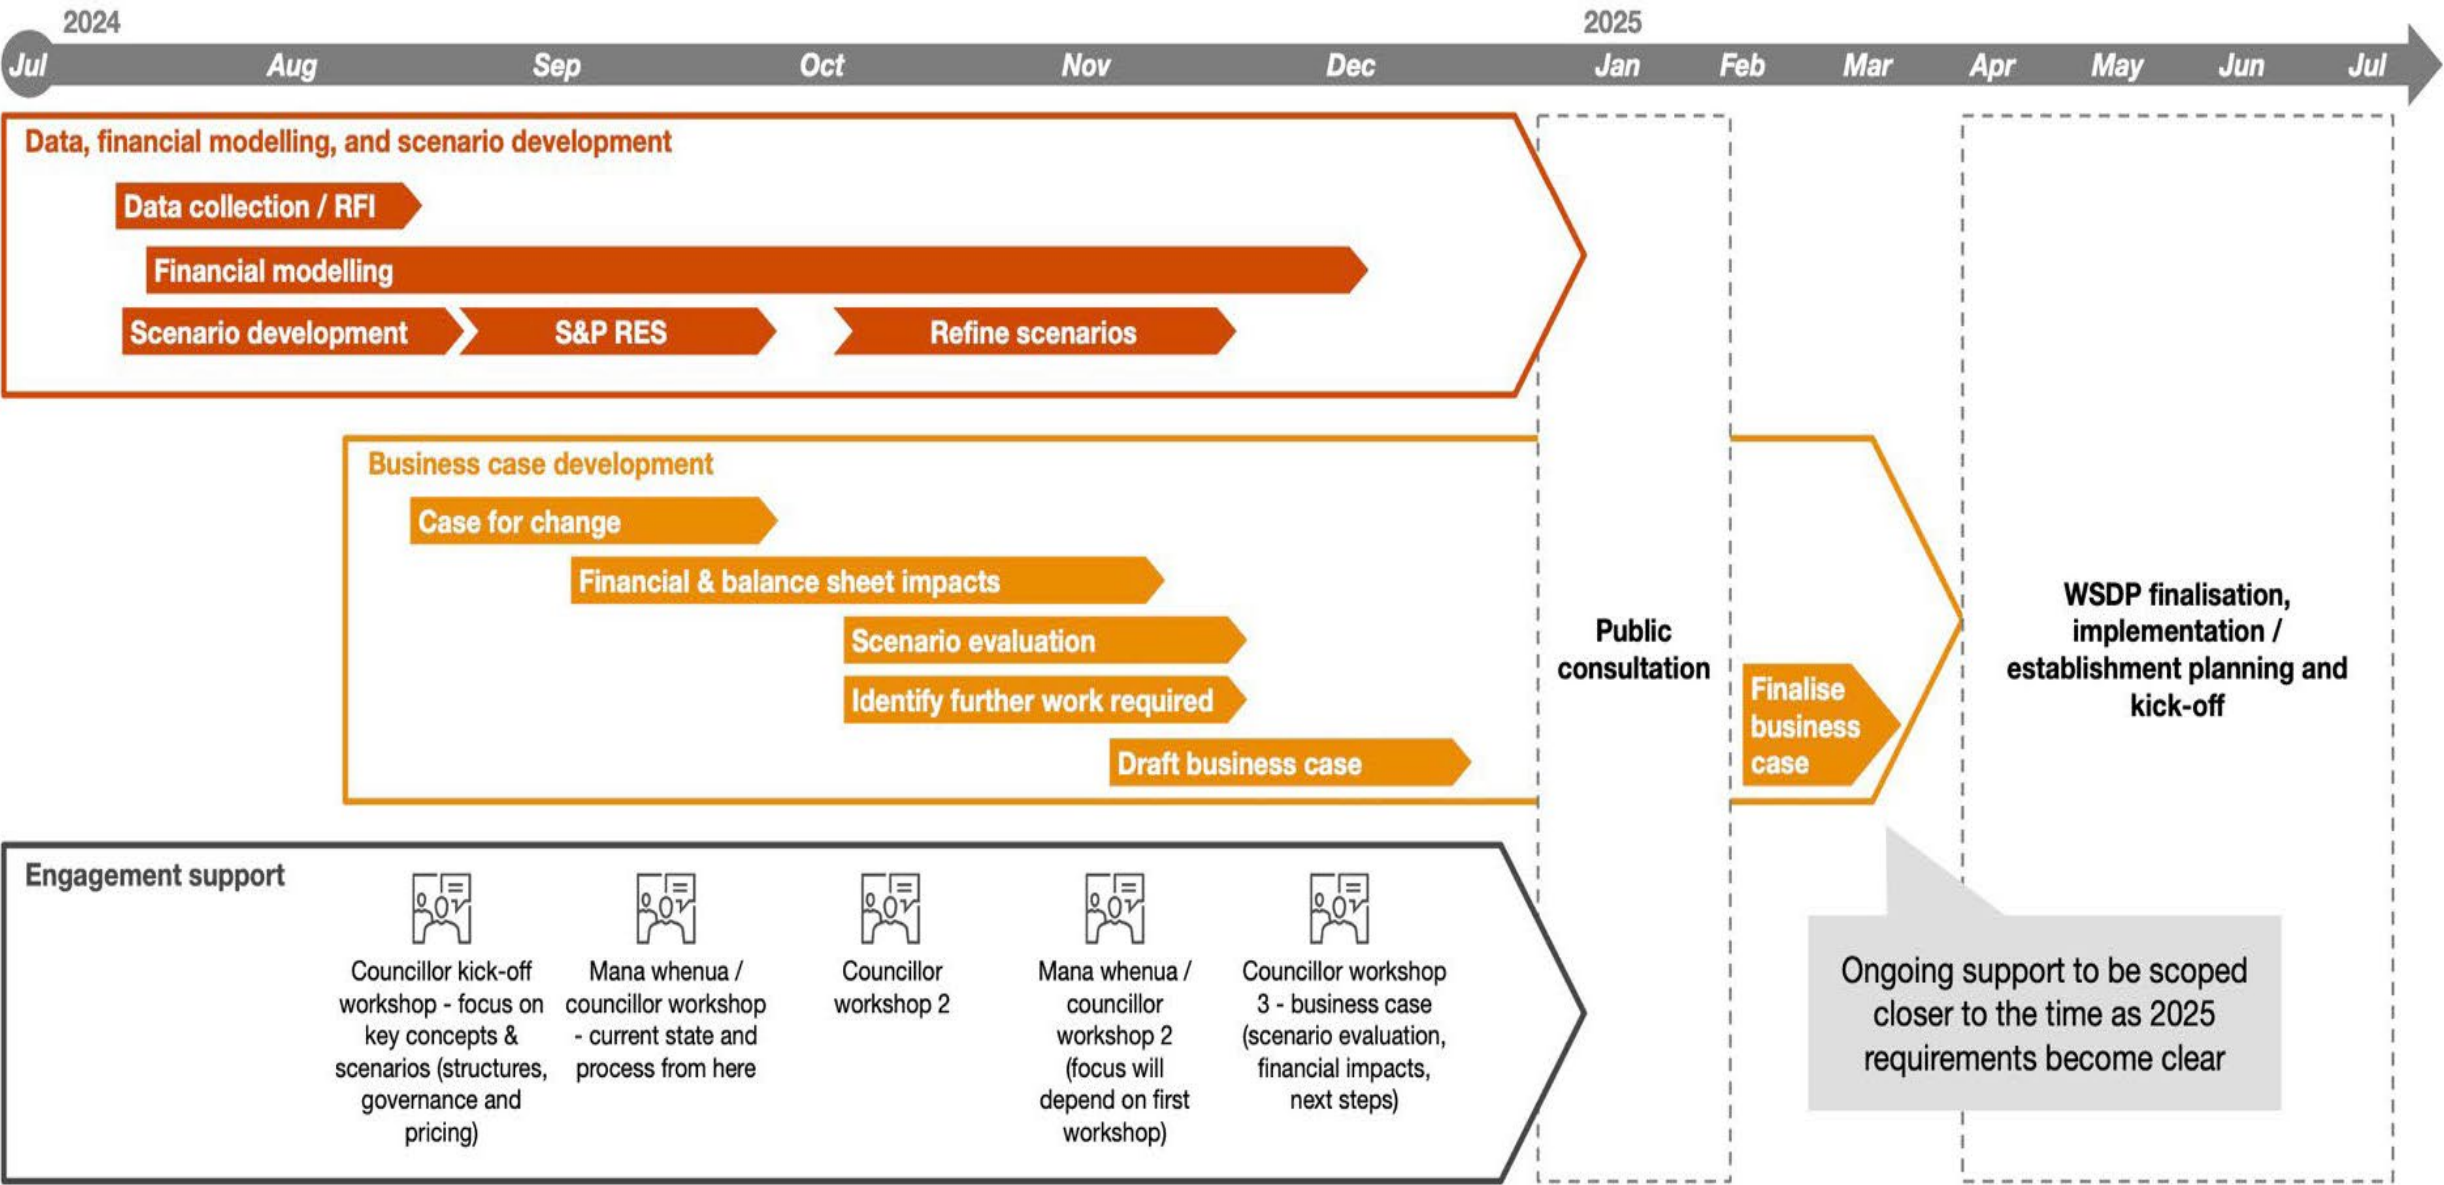 2024
2025
Jul Aug Sep Oct Nov Dec Jan Feb Mar Apr May Jun Jul
Data, financial modelling, and scenario development
Data collection / RFI
Financial modelling
Scenario development
S&P RES
Refine scenarios
Business case development
Case for change
Financial & balance sheet impacts
Scenario evaluation
Identify further work required
Draft business case
Public
consultation
Finalise
business
case
WSDP finalisation,
implementation /
establishment planning and
kick-off
Engagement support
Councillor kick-off
workshop - focus on
key concepts &
scenarios (structures,
governance and
pricing)
Mana whenua /
councillor workshop
- current state and
process from here
Councillor
workshop 2
Mana whenua /
councillor
workshop 2
(focus will
depend on first
workshop)
Councillor workshop
3 - business case
(scenario evaluation,
financial impacts,
next steps)
Ongoing support to be scoped
closer to the time as 2025
requirements become clear